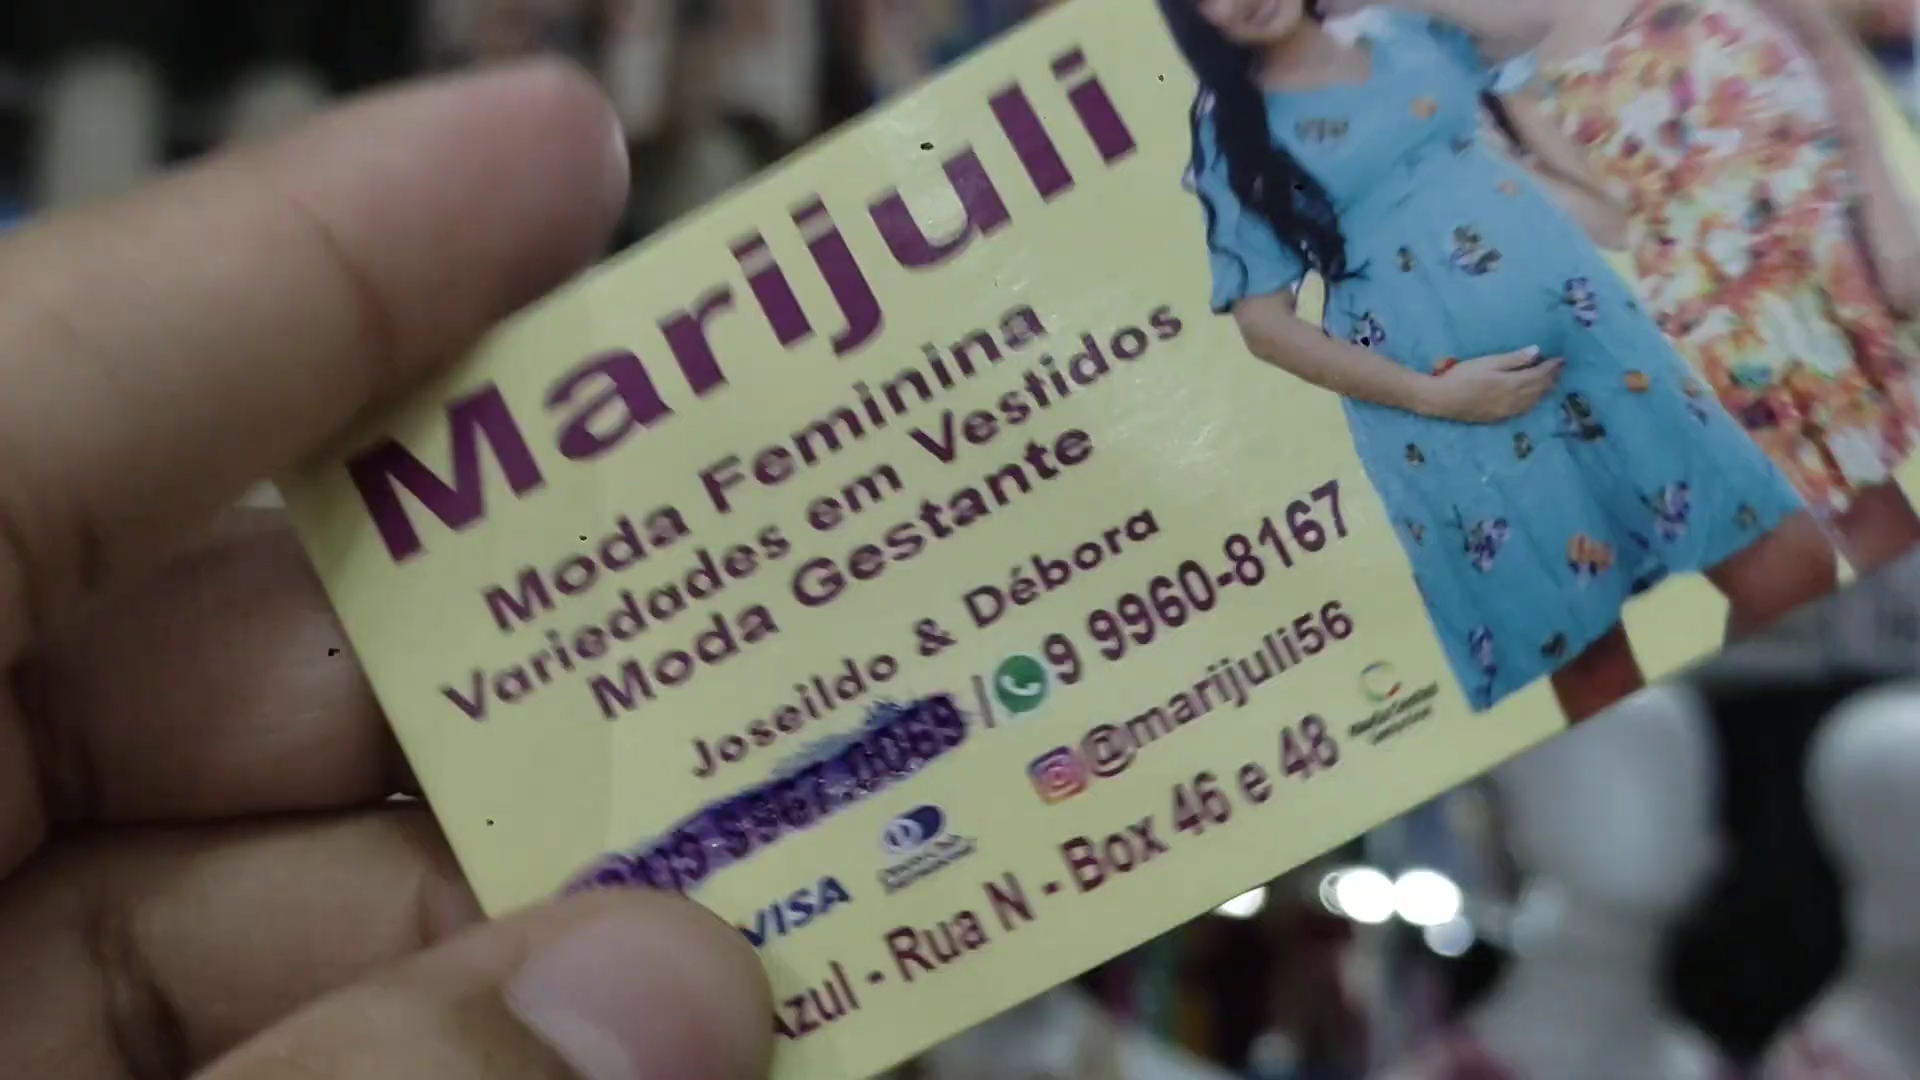 Marijuli
Moda Feminina
Variedades em Vestidos
Moda Gestante
Joseildo & Débora
| 9 9960-8167
@marijuli56
VISA
Azul - Rua N - Box 46 e 48